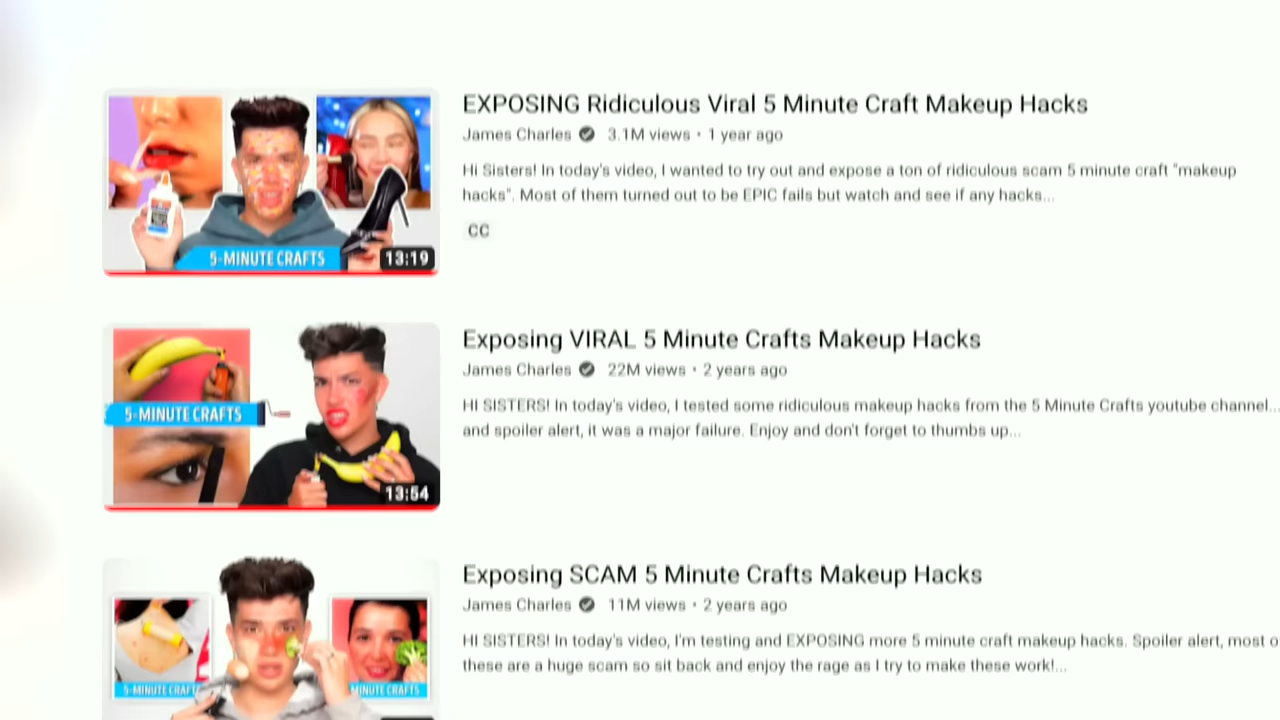 EXPOSING Ridiculous Viral 5 Minute Craft Makeup Hacks
James Charles 3.1M views • 1 year ago
Hi Sisters! In today's video, I wanted to try out and expose a ton of ridiculous scam 5 minute craft "makeup
hacks". Most of them turned out to be EPIC fails but watch and see if any hacks...
CC
5-MINUTE CRAFTS
13:19
Exposing VIRAL 5 Minute Crafts Makeup Hacks
James Charles 22M views • 2 years ago
HI SISTERS! In today's video, I tested some ridiculous makeup hacks from the 5 Minute Crafts youtube channel...
and spoiler alert, it was a major failure. Enjoy and don't forget to thumbs up...
5-MINUTE CRAFTS
13:54
Exposing SCAM 5 Minute Crafts Makeup Hacks
James Charles 11M views • 2 years ago
HI SISTERS! In today's video, I'm testing and EXPOSING more 5 minute craft makeup hacks. Spoiler alert, most o
these are a huge scam so sit back and enjoy the rage as I try to make these work!...
5-MINUTE CRAFT
MINUTE CRAFTS